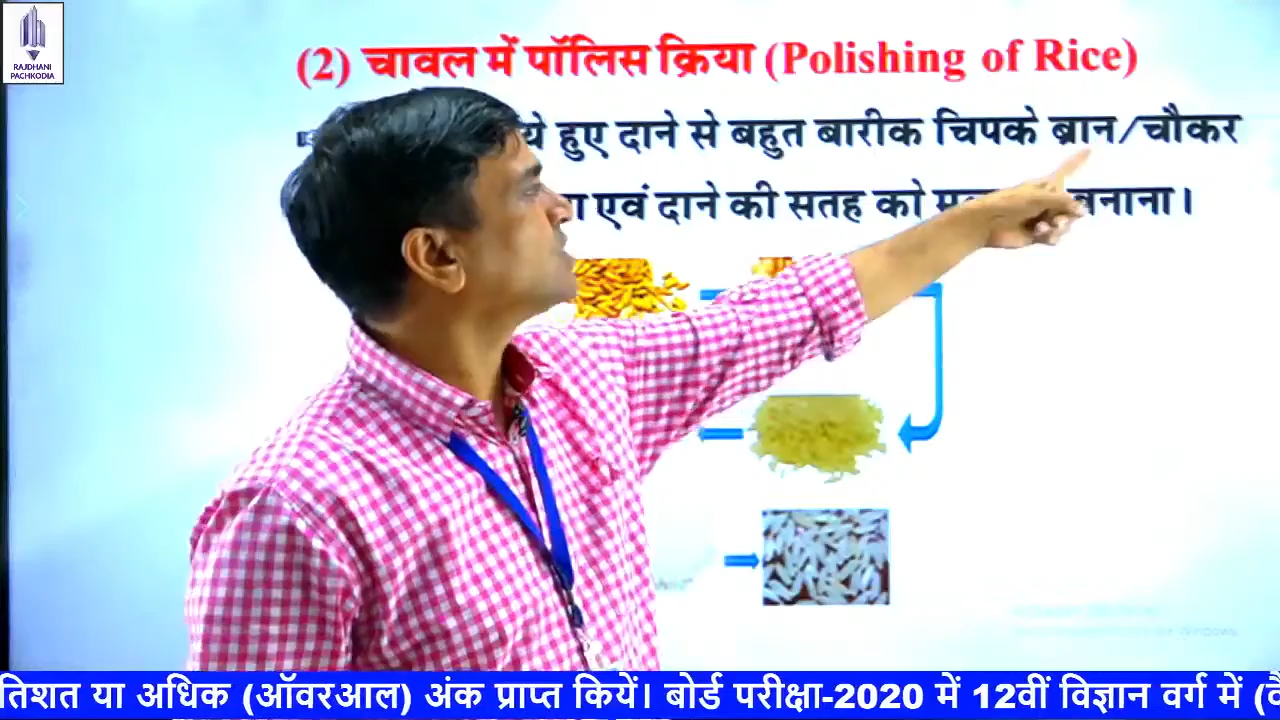 RAJDHANI
PACHKODIA
(2) चावल में पॉलिस क्रिया (Polishing of Rice)
हुए दाने से बहुत बारीक चिपके ब्रान/चौकर
एवं दाने की सतह को बनाना।
तिशत या अधिक (ऑवरआल) अंक प्राप्त कियें। बोर्ड परीक्षा-2020 में 12वीं विज्ञान वर्ग में